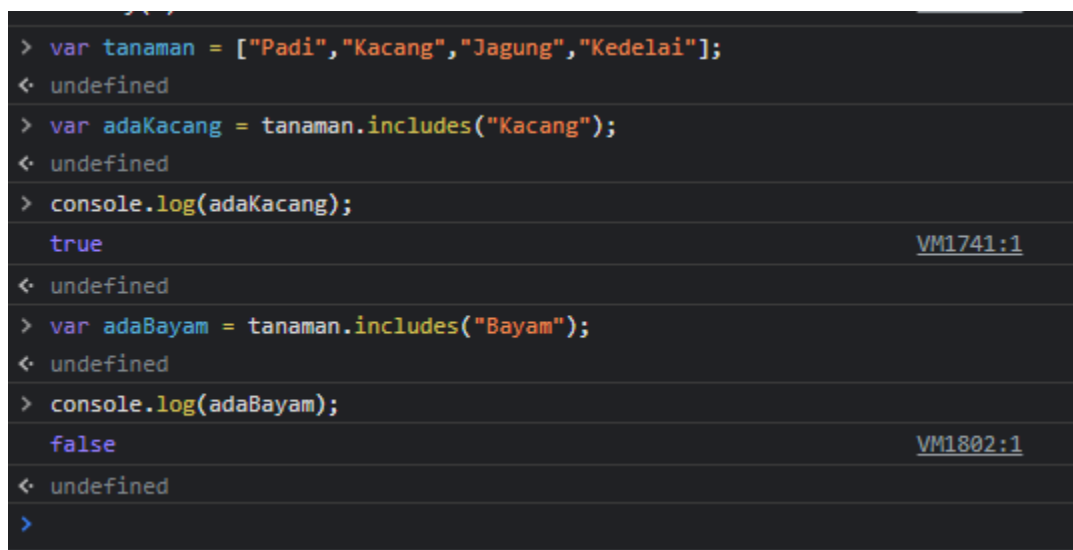 > var tanaman = ["Padi","Kacang","Jagung","Kedelai"];
undefined
> var adaKacang = tanaman.includes("Kacang");
undefined
> console.log(adaKacang);
true VM1741:1
undefined
> var adaBayam = tanaman.includes("Bayam");
undefined
> console.log(adaBayam);
false VM1802:1
undefined
>